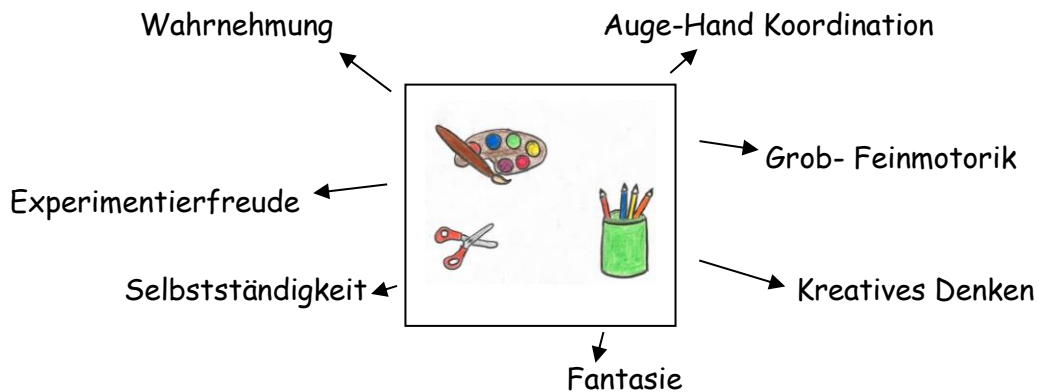 Wahrnehmung
Auge-Hand Koordination
Grob- Feinmotorik
Experimentierfreude
Selbstständigkeit
Kreatives Denken
Fantasie